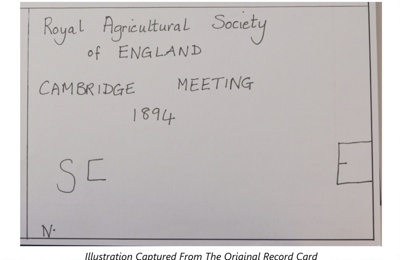 Royal Agricultural Society
of ENGLAND
CAMBRIDGE MEETING
1894
SE
E
N.
Illustration Captured From The Original Record Card